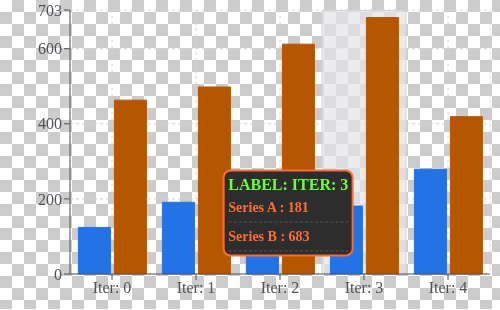 703
600
400
200
0
LABEL: ITER: 3
Series A : 181
Series B : 683
Iter: 0 Iter: 1 Iter: 2 Iter: 3 Iter: 4